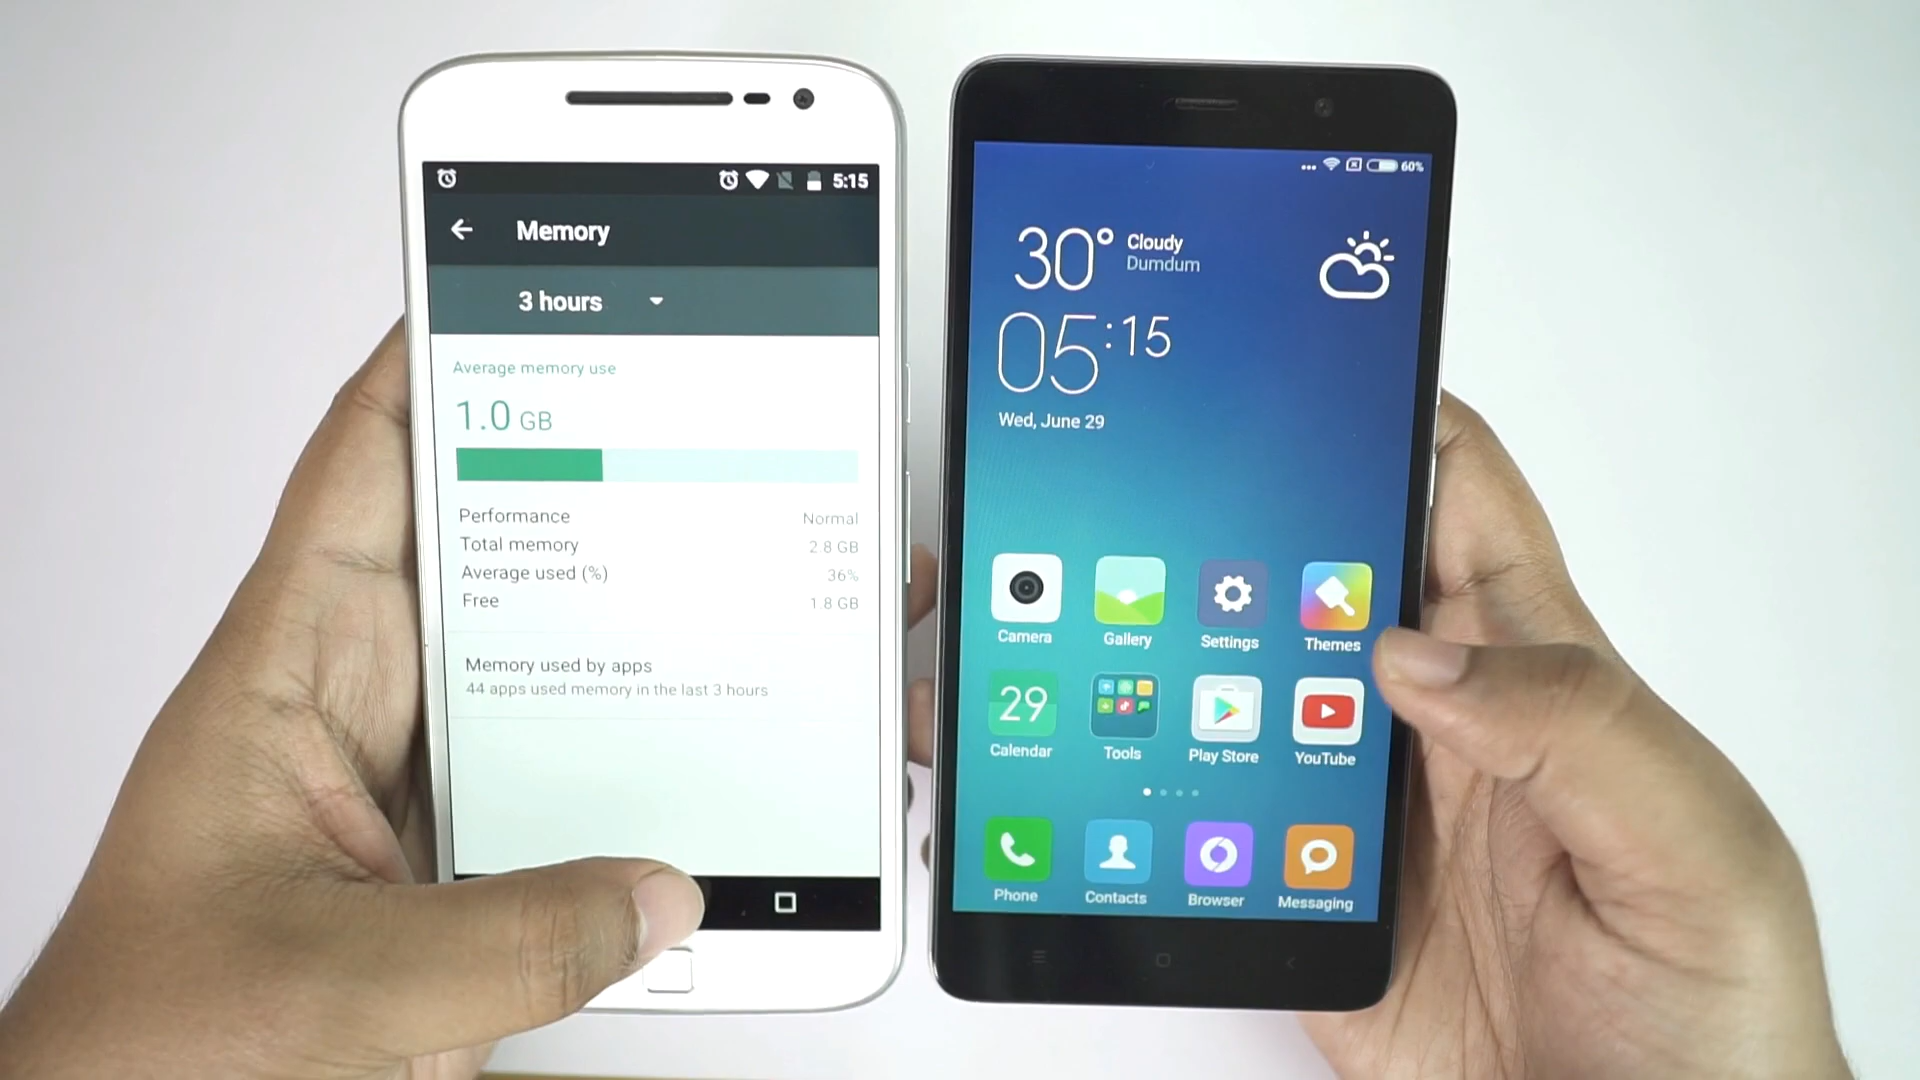 5:15
Memory
3 hours
Average memory use
1.0 GB
Performance Normal
Total memory 2.8 GB
Average used (%) 36%
Free 1.8 GB
Memory used by apps
44 apps used memory in the last 3 hours
60%
30° Cloudy
Dumdum
05:15
Wed, June 29
Camera Gallery Settings Themes
29
Calendar Tools Play Store YouTube
Phone Contacts Browser Messaging